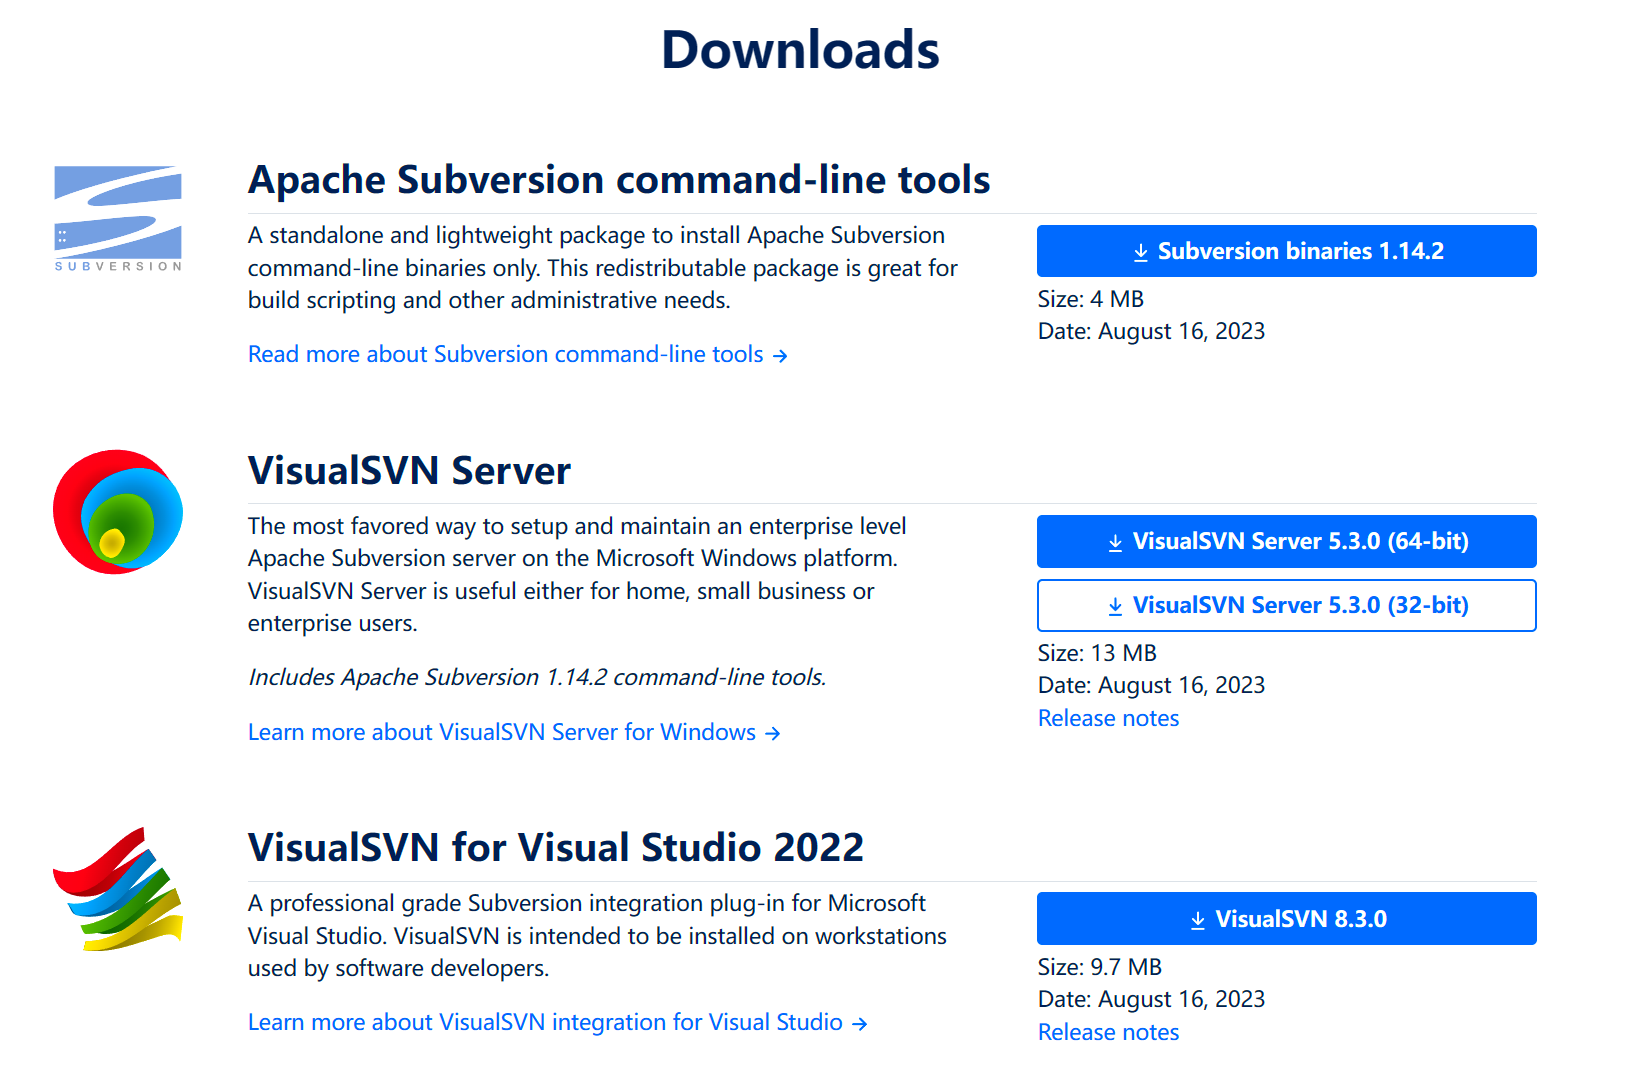 Downloads
SUBVERSION
Apache Subversion command-line tools
A standalone and lightweight package to install Apache Subversion
command-line binaries only. This redistributable package is great for
build scripting and other administrative needs.
Read more about Subversion command-line tools →
Subversion binaries 1.14.2
Size: 4 MB
Date: August 16, 2023
VisualSVN Server
The most favored way to setup and maintain an enterprise level
Apache Subversion server on the Microsoft Windows platform.
VisualSVN Server is useful either for home, small business or
enterprise users.
Includes Apache Subversion 1.14.2 command-line tools.
Learn more about VisualSVN Server for Windows →
VisualSVN Server 5.3.0 (64-bit)
VisualSVN Server 5.3.0 (32-bit)
Size: 13 MB
Date: August 16, 2023
Release notes
VisualSVN for Visual Studio 2022
A professional grade Subversion integration plug-in for Microsoft
Visual Studio. VisualSVN is intended to be installed on workstations
used by software developers.
Learn more about VisualSVN integration for Visual Studio →
VisualSVN 8.3.0
Size: 9.7 MB
Date: August 16, 2023
Release notes